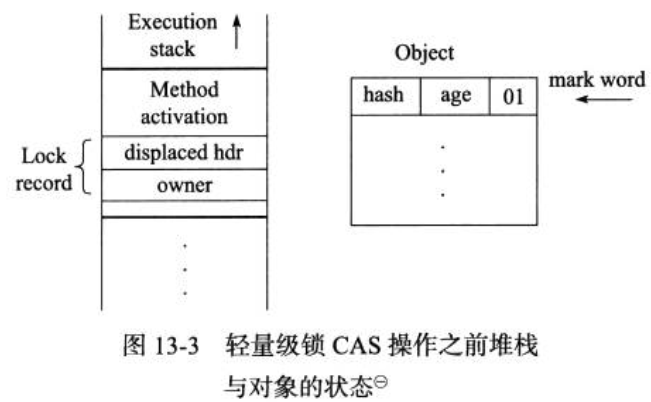 Execution
stack
Method
activation
Lock
record
displaced hdr
owner
Object
hash age 01
mark word
图 13-3 轻量级锁 CAS 操作之前堆栈
与对象的状态㊀